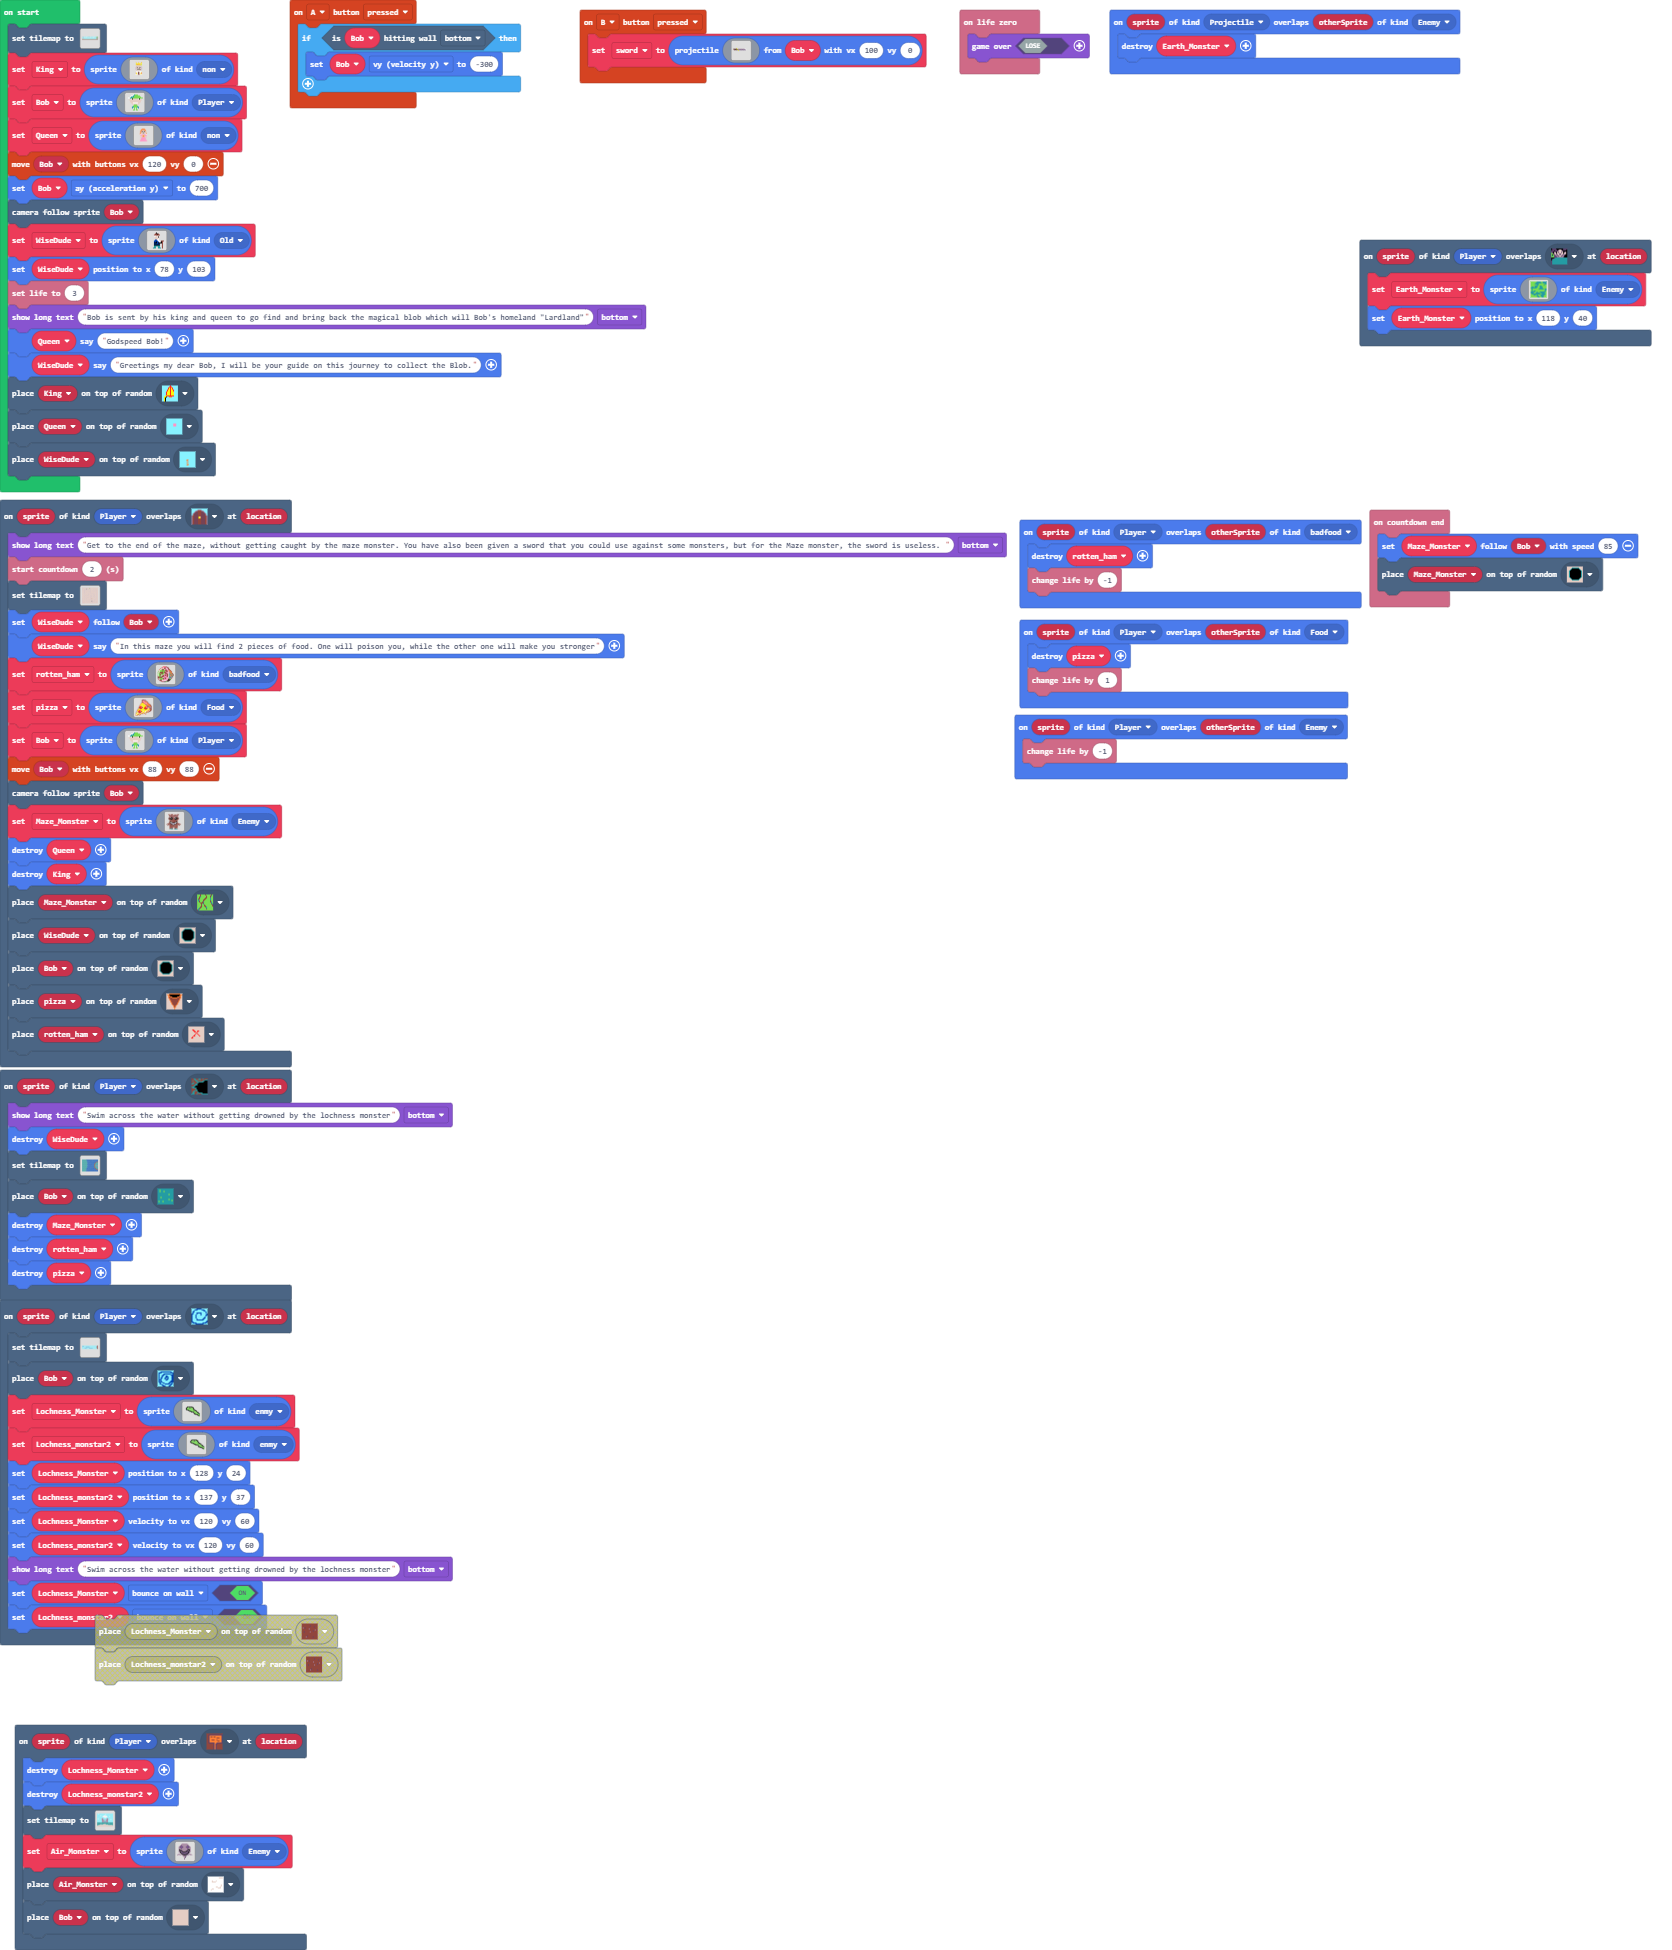 on start
set tilemap to
set King to sprite of kind non
set Bob to sprite of kind Player
set Queen to sprite of kind non
move Bob with buttons vx 120 vy 0
set Bob ay (acceleration y) to 700
camera follow sprite Bob
set WiseDude to sprite of kind Old
set WiseDude position to x 78 y 103
set life to 3
show long text "Bob is sent by his king and queen to go find and bring back the magical blob which will Bob's homeland "Lardland"" bottom
Queen say "Godspeed Bob!"
WiseDude say "Greetings my dear Bob, I will be your guide on this journey to collect the Blob."
place King on top of random
place Queen on top of random
place WiseDude on top of random
on A button pressed
if is Bob hitting wall bottom then
set Bob vy (velocity y) to -300
on B button pressed
set sword to projectile from Bob with vx 100 vy 0
on life zero
game over LOSE
on sprite of kind Projectile overlaps otherSprite of kind Enemy
destroy Earth_Monster
on sprite of kind Player overlaps at location
set Earth_Monster to sprite of kind Enemy
set Earth_Monster position to x 118 y 40
on sprite of kind Player overlaps at location
show long text "Get to the end of the maze, without getting caught by the maze monster. You have also been given a sword that you could use against some monsters, but for the Maze monster, the sword is useless. " bottom
start countdown 2 (s)
set tilemap to
set WiseDude follow Bob
WiseDude say "In this maze you will find 2 pieces of food. One will poison you, while the other one will make you stronger"
set rotten_ham to sprite of kind badfood
set pizza to sprite of kind Food
set Bob to sprite of kind Player
move Bob with buttons vx 88 vy 88
camera follow sprite Bob
set Maze_Monster to sprite of kind Enemy
destroy Queen
destroy King
place Maze_Monster on top of random
place WiseDude on top of random
place Bob on top of random
place pizza on top of random
place rotten_ham on top of random
on sprite of kind Player overlaps otherSprite of kind badfood
destroy rotten_ham
change life by -1
on sprite of kind Player overlaps otherSprite of kind Food
destroy pizza
change life by 1
on sprite of kind Player overlaps otherSprite of kind Enemy
change life by -1
on countdown end
set Maze_Monster follow Bob with speed 85
place Maze_Monster on top of random
on sprite of kind Player overlaps at location
show long text "Swim across the water without getting drowned by the lochness monster" bottom
destroy WiseDude
set tilemap to
place Bob on top of random
destroy Maze_Monster
destroy rotten_ham
destroy pizza
on sprite of kind Player overlaps at location
set tilemap to
place Bob on top of random
set Lochness_Monster to sprite of kind enmy
set Lochness_monstar2 to sprite of kind enmy
set Lochness_Monster position to x 128 y 24
set Lochness_monstar2 position to x 137 y 37
set Lochness_Monster velocity to vx 120 vy 60
set Lochness_monstar2 velocity to vx 120 vy 60
show long text "Swim across the water without getting drowned by the lochness monster" bottom
set Lochness_Monster bounce on wall ON
set Lochness_monstar2 bounce on wall
place Lochness_Monster on top of random
place Lochness_monstar2 on top of random
on sprite of kind Player overlaps at location
destroy Lochness_Monster
destroy Lochness_monstar2
set tilemap to
set Air_Monster to sprite of kind Enemy
place Air_Monster on top of random
place Bob on top of random